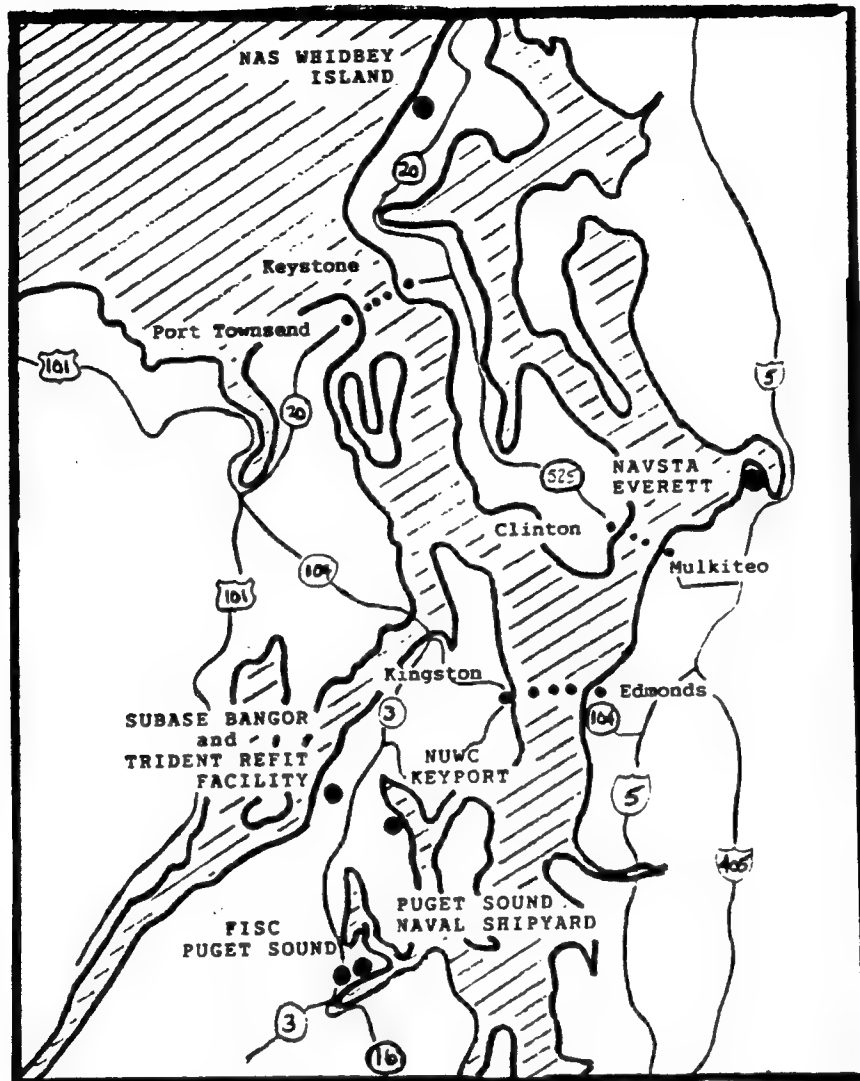 NAS WHIDBEY
ISLAND
20
Keystone
Port Townsend
101
5
20
NAVSTA
EVERETT
525
Clinton
Mulkiteo
104
101
Kingston
Edmonds
3
104
SUBASE BANGOR
and
TRIDENT REFIT
FACILITY
NUWC
KEYPORT
5
405
PUGET SOUND
NAVAL SHIPYARD
FISC
PUGET SOUND
3
16